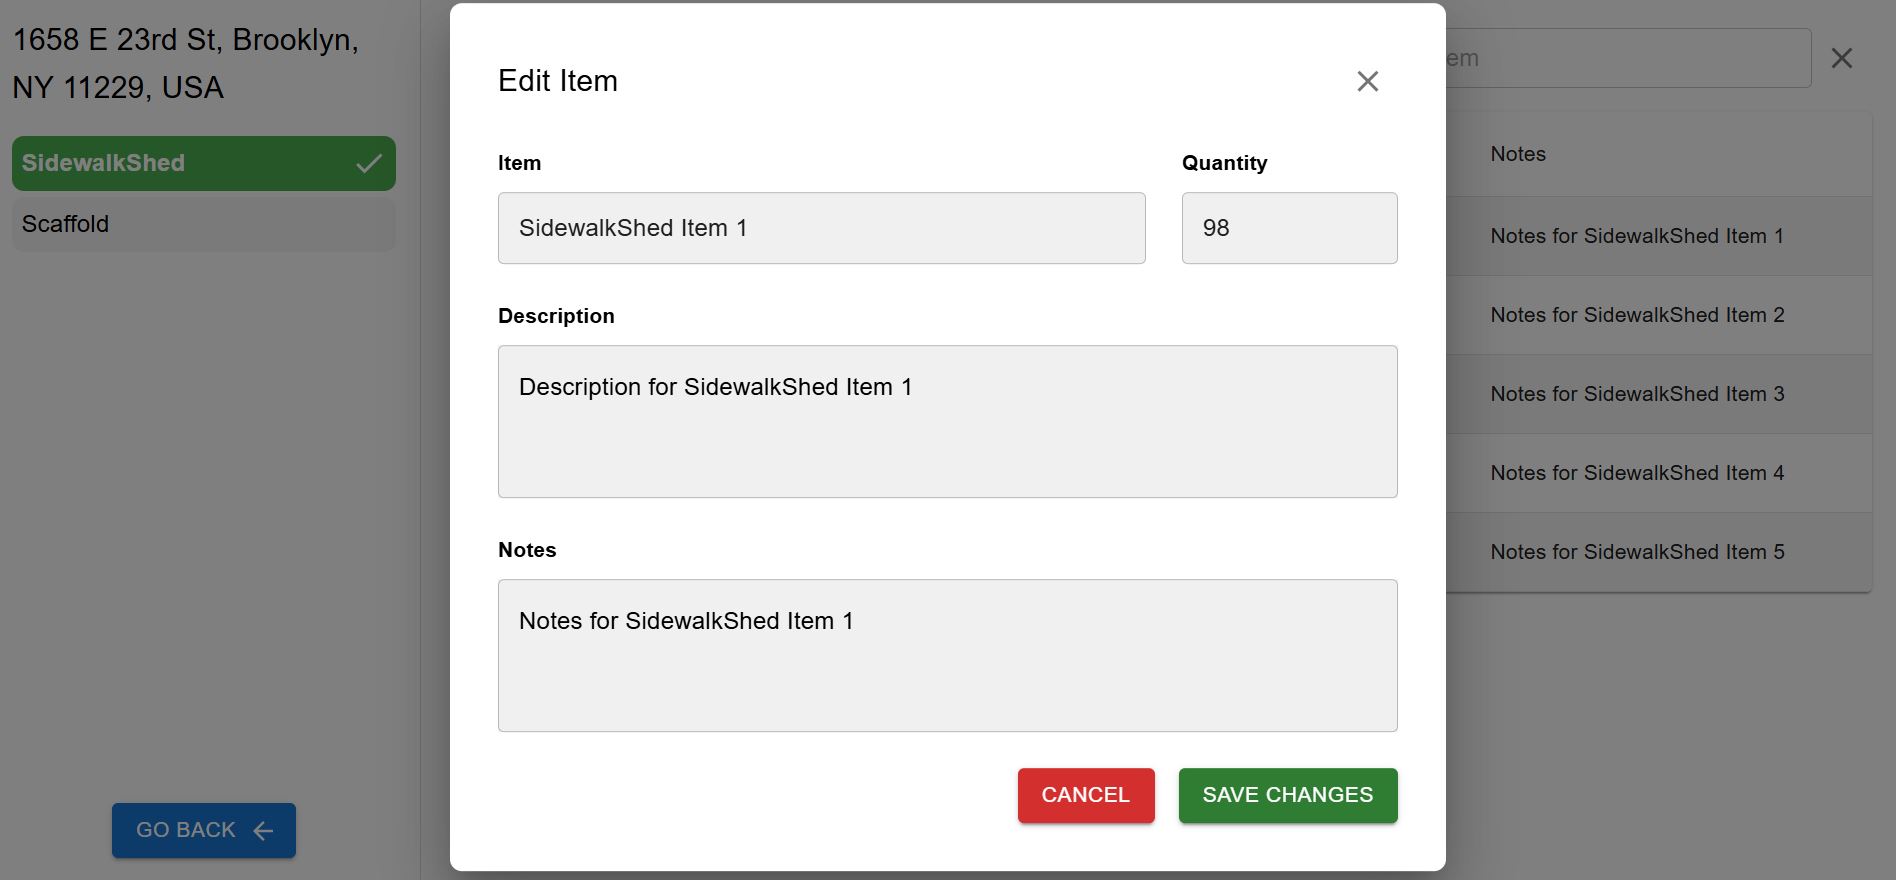 1658 E 23rd St, Brooklyn,
NY 11229, USA
SidewalkShed
Scaffold
GO BACK
Edit Item
Item
Quantity
SidewalkShed Item 1
98
Description
Description for SidewalkShed Item 1
Notes
Notes for SidewalkShed Item 1
CANCEL
SAVE CHANGES
Notes
Notes for SidewalkShed Item 1
Notes for SidewalkShed Item 2
Notes for SidewalkShed Item 3
Notes for SidewalkShed Item 4
Notes for SidewalkShed Item 5